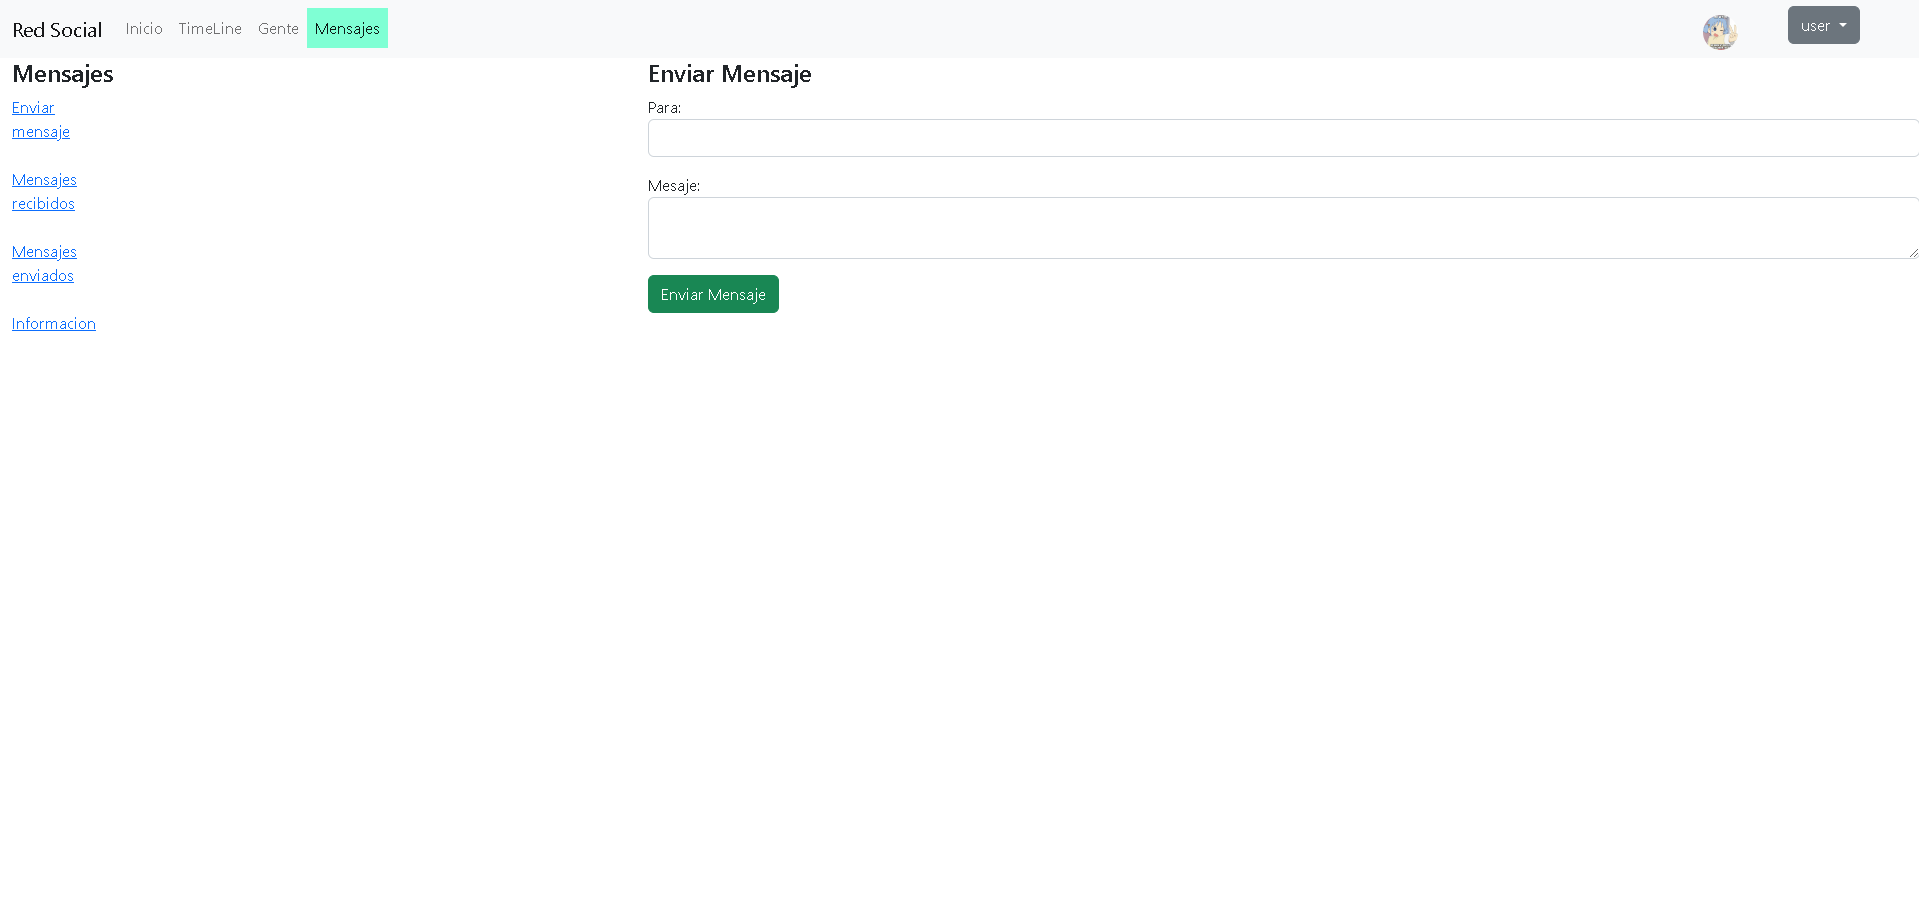 Red Social Inicio TimeLine Gente Mensajes user
Mensajes
Enviar
mensaje
Mensajes
recibidos
Mensajes
enviados
Informacion
Enviar Mensaje
Para:
Mesaje:
Enviar Mensaje